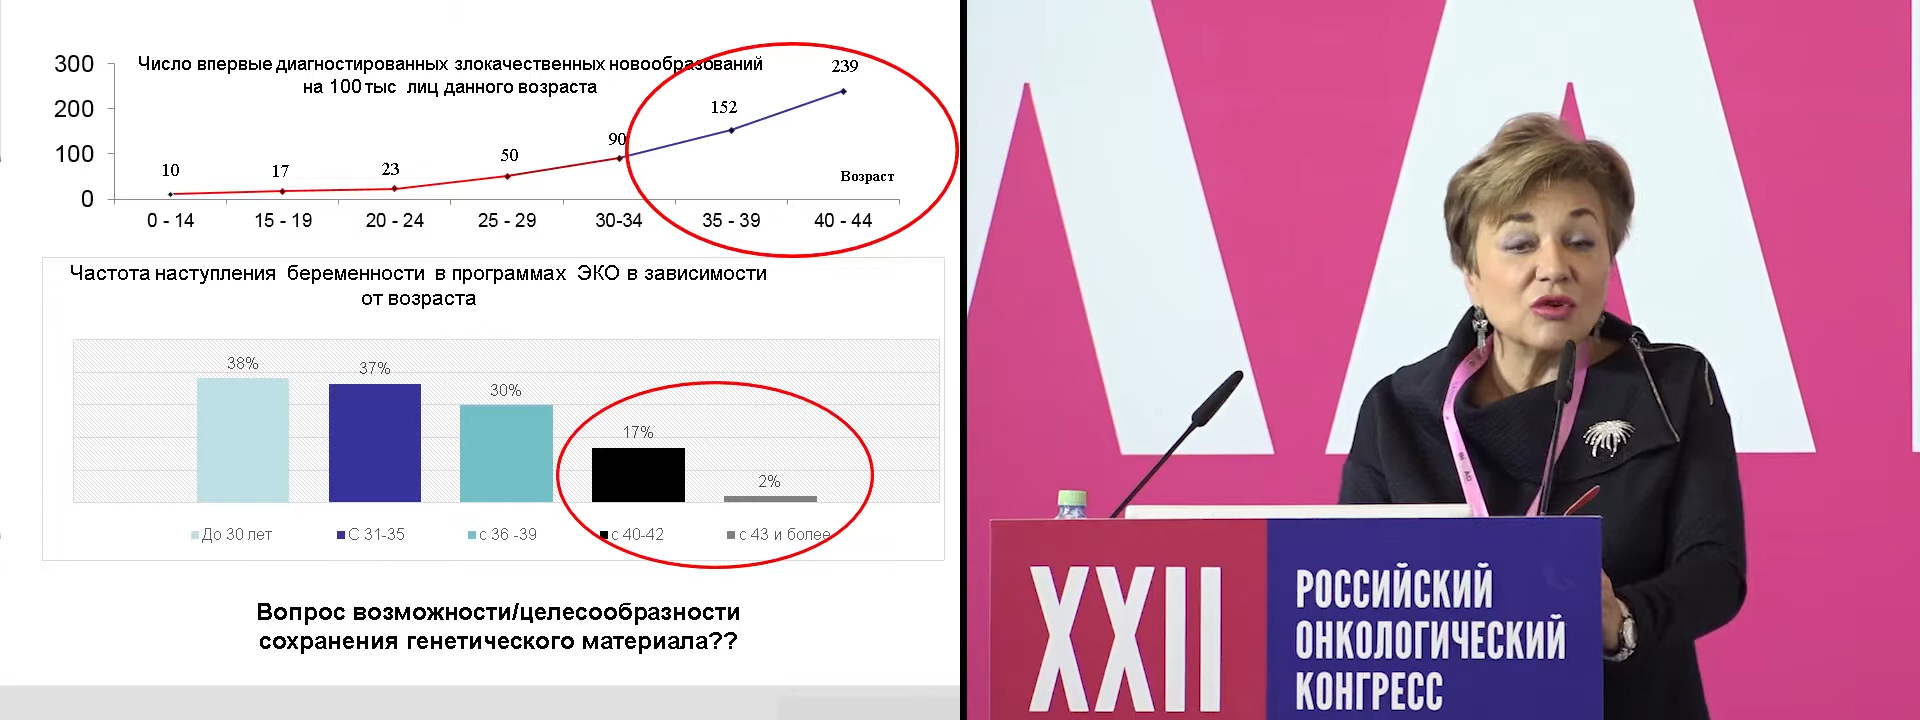 Число впервые диагностированных злокачественных новообразований
на 100 тыс лиц данного возраста
300
200
100
0
10
17
23
50
90
152
239
Возраст
0 - 14
15 - 19
20 - 24
25 - 29
30-34
35 - 39
40 - 44
Частота наступления беременности в программах ЭКО в зависимости
от возраста
38%
37%
30%
17%
2%
До 30 лет
С 31-35
с 36 -39
с 40-42
с 43 и более
Вопрос возможности/целесообразности
сохранения генетического материала??
XXII
РОССИЙСКИЙ
ОНКОЛОГИЧЕСКИЙ
КОНГРЕСС